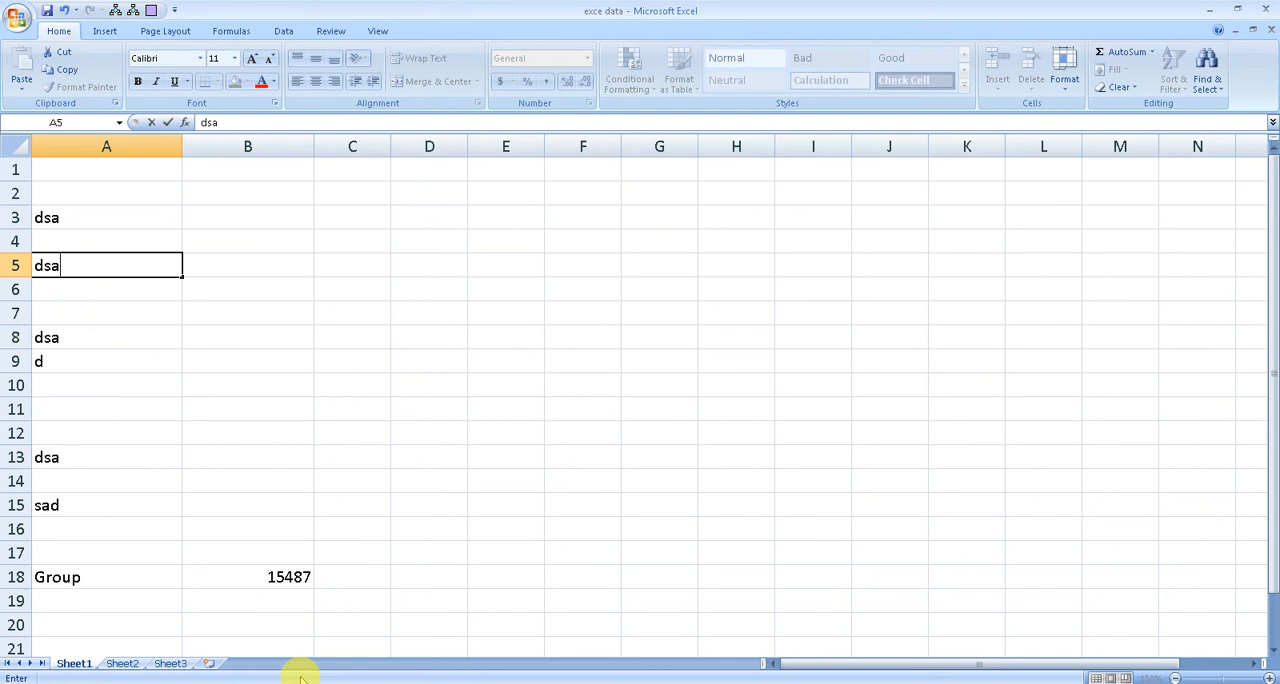 exce data - Microsoft Excel
Home Insert Page Layout Formulas Data Review View
Paste Cut Copy Format Painter Clipboard
Calibri 11 A A B I U A Font
Wrap Text Merge & Center Alignment
General $ % , Number
Conditional Formatting Format as Table Normal Bad Good Neutral Calculation Check Cell Styles
Insert Delete Format Cells
Σ AutoSum Fill Clear Sort & Filter Find & Select Editing
A5 fx dsa
A B C D E F G H I J K L M N
1
2
3 dsa
4
5 dsa
6
7
8 dsa
9 d
10
11
12
13 dsa
14
15 sad
16
17
18 Group 15487
19
20
21
Sheet1 Sheet2 Sheet3
Enter